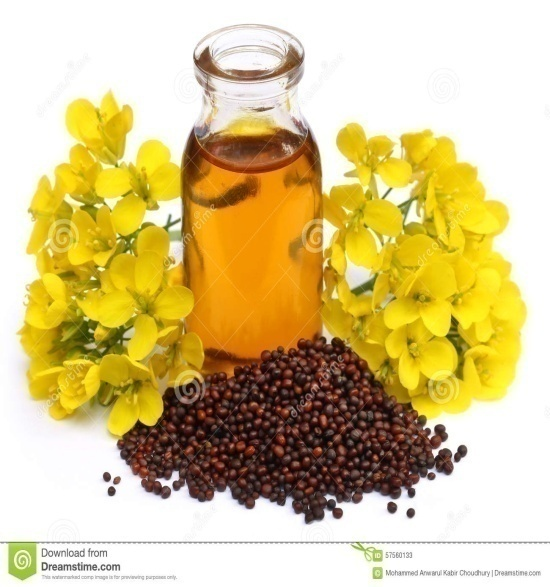 Download from
Dreamstime.com
This watermarked comp image is for previewing purposes only.
ID 57560133
© Mohammed Anwarul Kabir Choudhury | Dreamstime.com